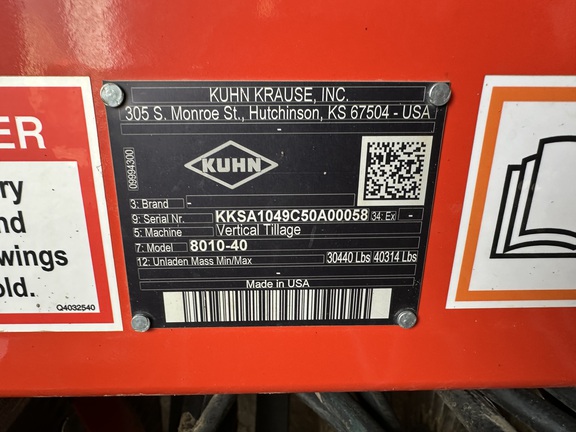 ER
ry
nd
wings
old.
Q4032540
KUHN KRAUSE, INC.
305 S. Monroe St., Hutchinson, KS 67504 - USA
09994300
KUHN
3: Brand -
9: Serial Nr. KKSA1049C50A00058 34: Ex -
5: Machine Vertical Tillage
7: Model 8010-40
12: Unladen Mass Min/Max 30440 Lbs 40314 Lbs
-
Made in USA